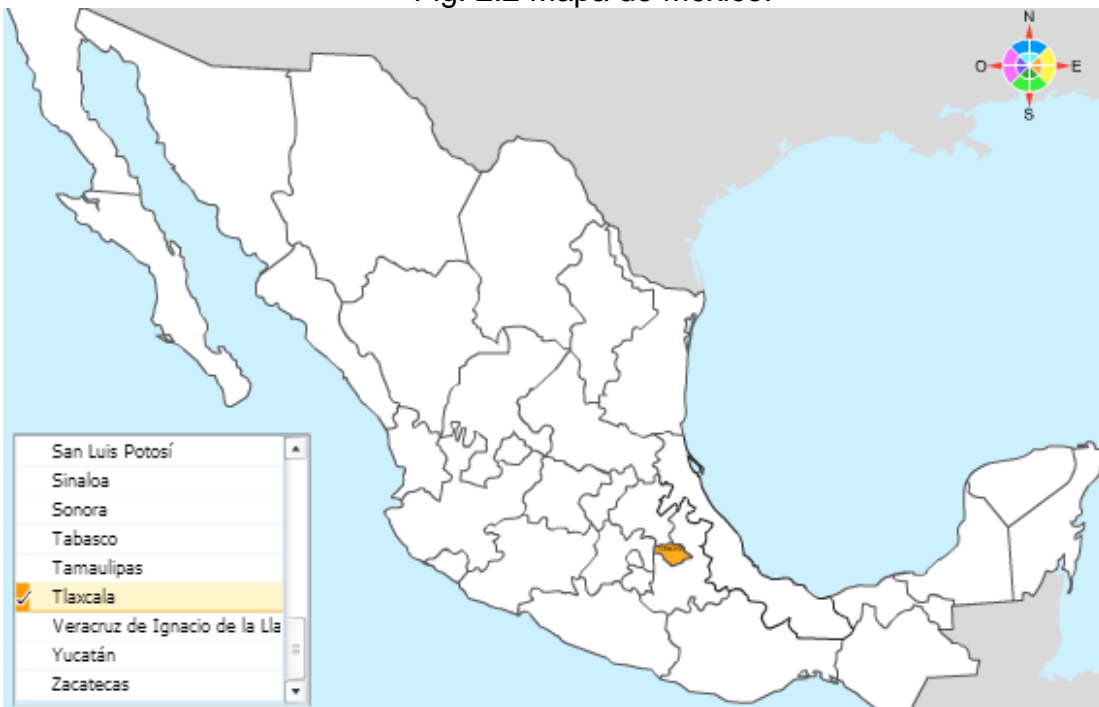 Fig. 2.2 Mapa de México.
N
O
E
S
San Luis Potosí
Sinaloa
Sonora
Tabasco
Tamaulipas
Tlaxcala
Veracruz de Ignacio de la Lla
Yucatán
Zacatecas